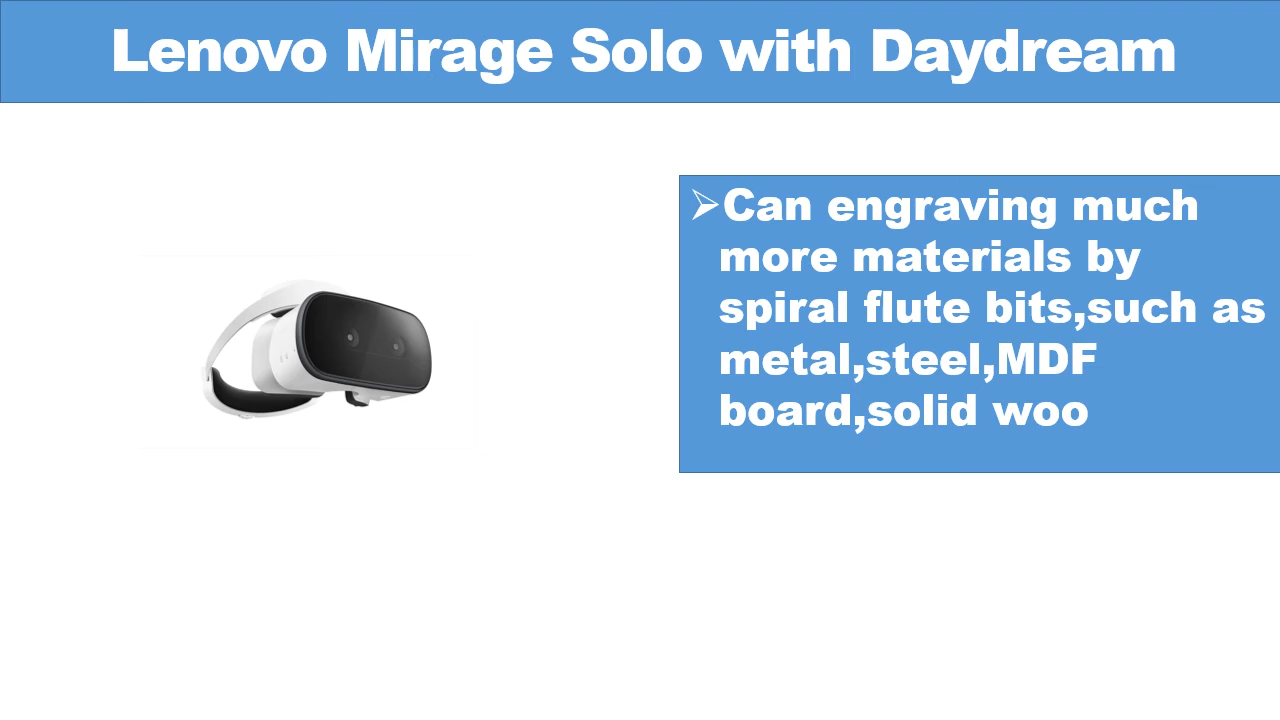 Lenovo Mirage Solo with Daydream
➢Can engraving much
more materials by
spiral flute bits,such as
metal,steel,MDF
board,solid woo